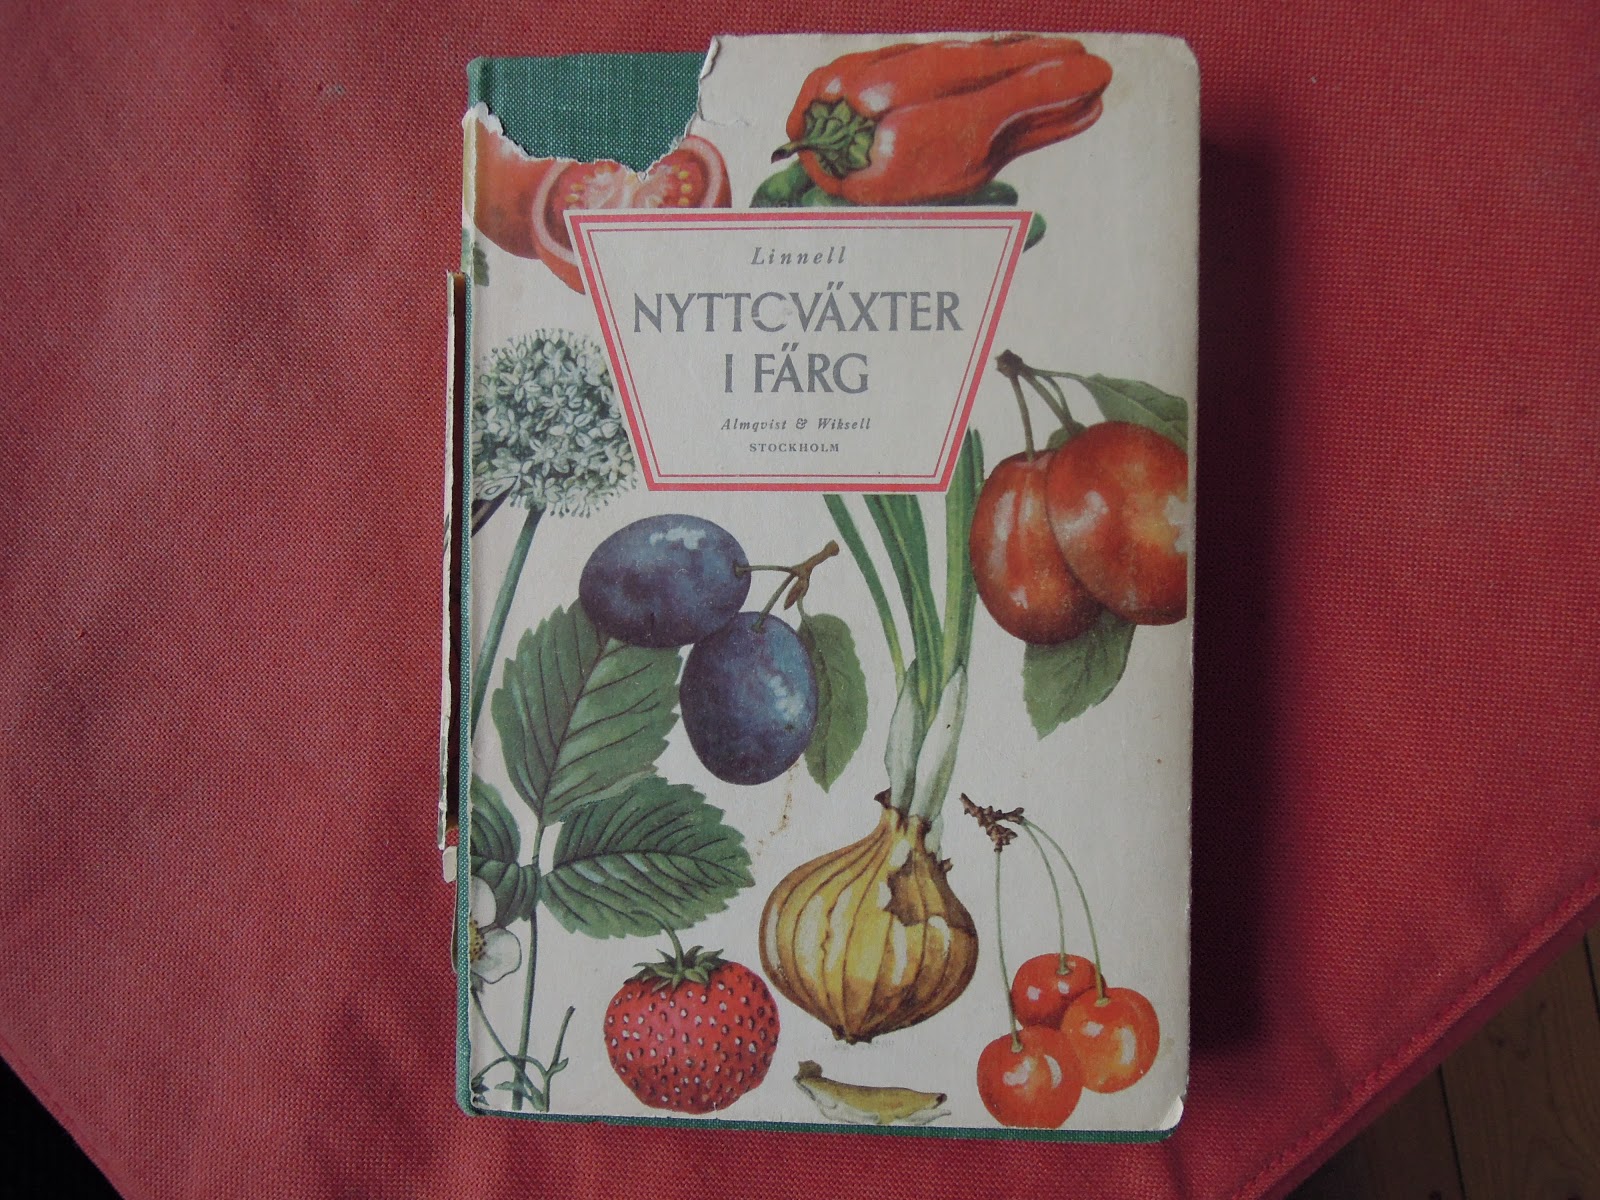 Linnell
NYTTOVÄXTER
I FÄRG
Almqvist & Wiksell
STOCKHOLM